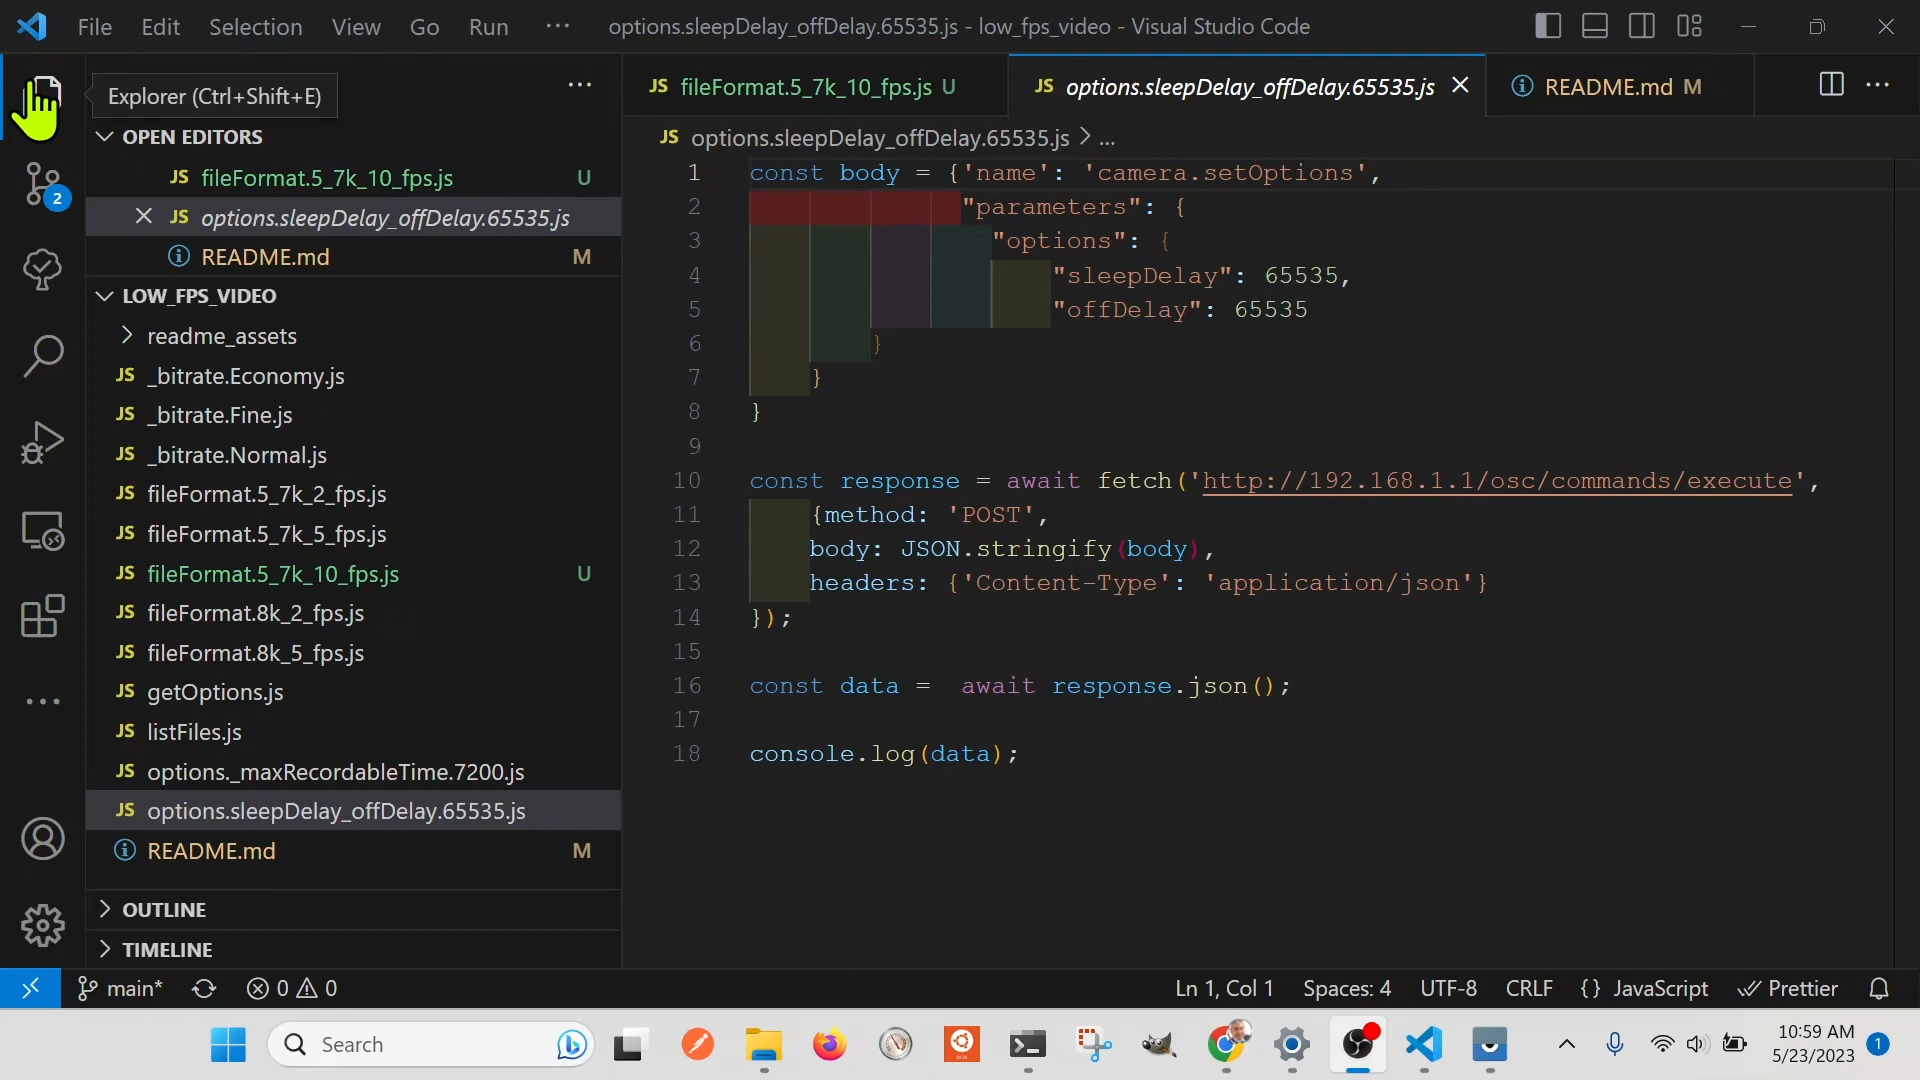 File Edit Selection View Go Run ··· options.sleepDelay_offDelay.65535.js - low_fps_video - Visual Studio Code
Explorer (Ctrl+Shift+E)
OPEN EDITORS
JS fileFormat.5_7k_10_fps.js U
JS options.sleepDelay_offDelay.65535.js
README.md M
LOW_FPS_VIDEO
readme_assets
JS _bitrate.Economy.js
JS _bitrate.Fine.js
JS _bitrate.Normal.js
JS fileFormat.5_7k_2_fps.js
JS fileFormat.5_7k_5_fps.js
JS fileFormat.5_7k_10_fps.js U
JS fileFormat.8k_2_fps.js
JS fileFormat.8k_5_fps.js
JS getOptions.js
JS listFiles.js
JS options._maxRecordableTime.7200.js
JS options.sleepDelay_offDelay.65535.js
README.md M
OUTLINE
TIMELINE
2
JS fileFormat.5_7k_10_fps.js U JS options.sleepDelay_offDelay.65535.js README.md M
JS options.sleepDelay_offDelay.65535.js > ...
1 const body = {'name': 'camera.setOptions',
2 "parameters": {
3 "options": {
4 "sleepDelay": 65535,
5 "offDelay": 65535
6 }
7 }
8 }
9
10 const response = await fetch('http://192.168.1.1/osc/commands/execute',
11 {method: 'POST',
12 body: JSON.stringify(body),
13 headers: {'Content-Type': 'application/json'}
14 });
15
16 const data =  await response.json();
17
18 console.log(data);
main* 0 0 Ln 1, Col 1 Spaces: 4 UTF-8 CRLF {} JavaScript Prettier
Search 10:59 AM
5/23/2023 1